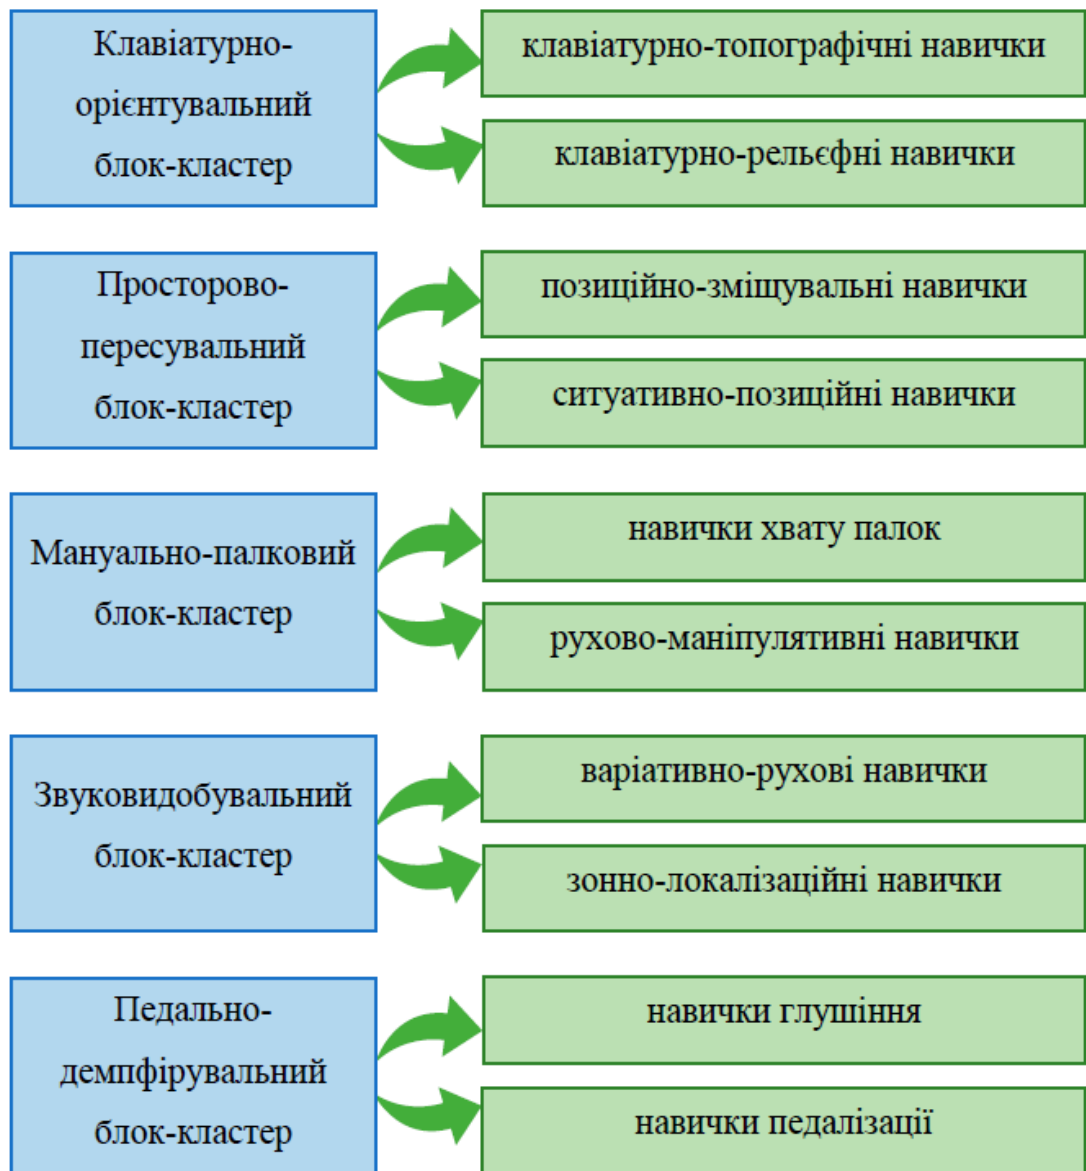 Клавіатурно-
орієнтувальний
блок-кластер
клавіатурно-топографічні навички
клавіатурно-рельєфні навички
Просторово-
пересувальний
блок-кластер
позиційно-зміщувальні навички
ситуативно-позиційні навички
Мануально-палковий
блок-кластер
навички хвату палок
рухово-маніпулятивні навички
Звуковидобувальний
блок-кластер
варіативно-рухові навички
зонно-локалізаційні навички
Педально-
демпфірувальний
блок-кластер
навички глушіння
навички педалізації